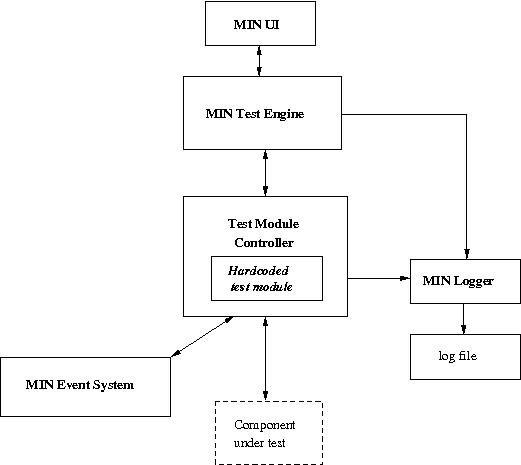 MIN UI
MIN Test Engine
Test Module
Controller
Hardcoded
test module
MIN Logger
log file
MIN Event System
Component
under test